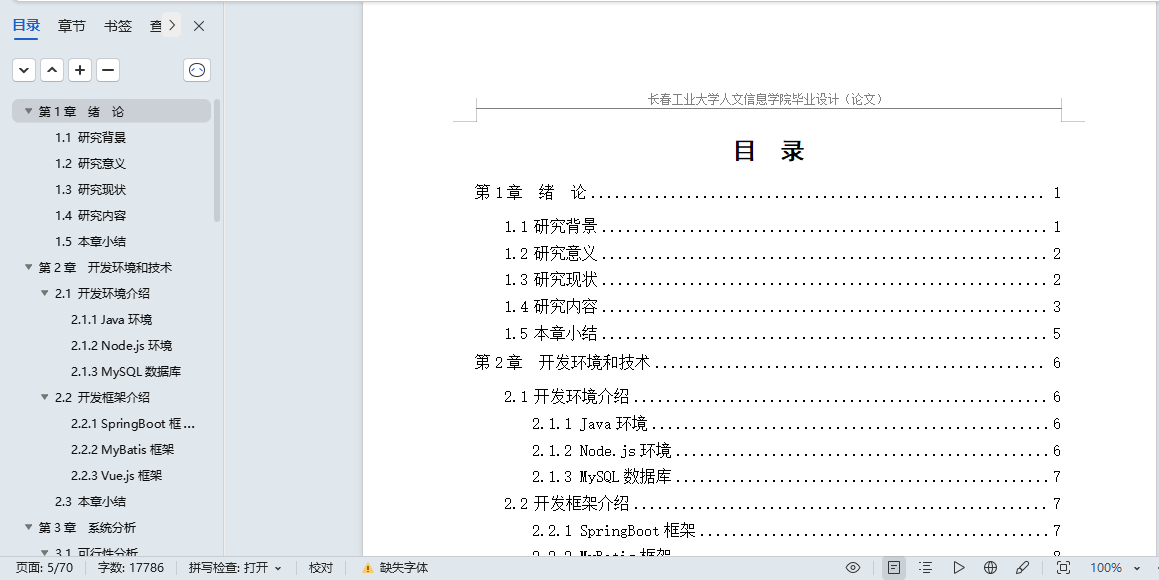 目录 章节 书签 查
第 1 章 绪 论
1.1 研究背景
1.2 研究意义
1.3 研究现状
1.4 研究内容
1.5 本章小结
第 2 章 开发环境和技术
2.1 开发环境介绍
2.1.1 Java 环境
2.1.2 Node.js 环境
2.1.3 MySQL 数据库
2.2 开发框架介绍
2.2.1 SpringBoot 框 ...
2.2.2 MyBatis 框架
2.2.3 Vue.js 框架
2.3 本章小结
第 3 章 系统分析
3.1 可行性分析
长春工业大学人文信息学院毕业设计（论文）
目 录
第 1 章 绪 论 ........................................ 1
1.1 研究背景 ........................................ 1
1.2 研究意义 ........................................ 2
1.3 研究现状 ........................................ 2
1.4 研究内容 ........................................ 3
1.5 本章小结 ........................................ 5
第 2 章 开发环境和技术 ........................................ 6
2.1 开发环境介绍 ........................................ 6
2.1.1 Java 环境 ........................................ 6
2.1.2 Node.js 环境 ........................................ 6
2.1.3 MySQL 数据库 ........................................ 7
2.2 开发框架介绍 ........................................ 7
2.2.1 SpringBoot 框架 ........................................ 7
2.2.2 MyBatis 框架
页面: 5/70 字数: 17786 拼写检查: 打开 校对 缺失字体 100%